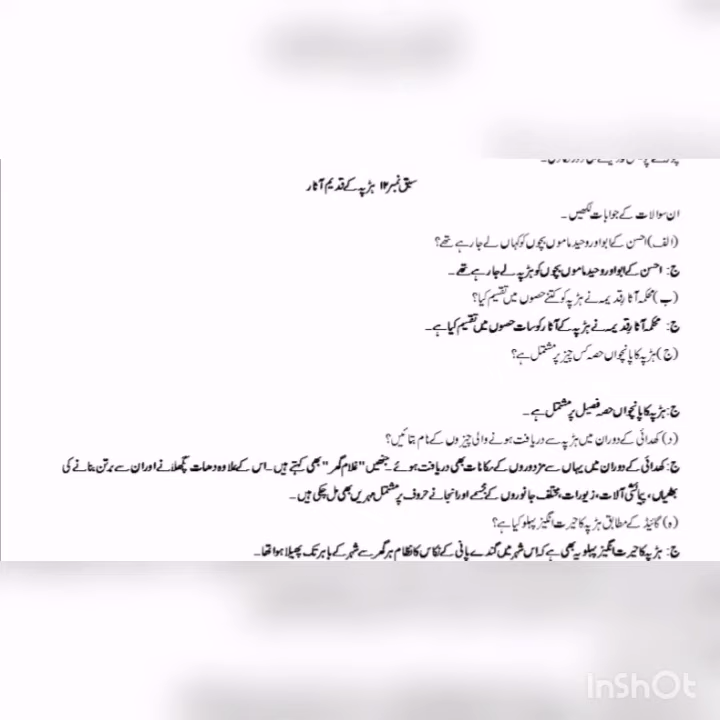 سبق نمبر ۱۲ ہڑپہ کے قدیم آثار
ان سوالات کے جوابات لکھیں۔
(الف) احسن کے ابو اور وحید ماموں بچوں کو کہاں لے جا رہے تھے؟
ج: احسن کے ابو اور وحید ماموں بچوں کو ہڑپہ لے جا رہے تھے۔
(ب) محکمہ آثارِ قدیمہ نے ہڑپہ کو کتنے حصوں میں تقسیم کیا؟
ج: محکمہ آثارِ قدیمہ نے ہڑپہ کے آثار کو سات حصوں میں تقسیم کیا ہے۔
(ج) ہڑپہ کا پانچواں حصہ کس چیز پر مشتمل ہے؟
ج: ہڑپہ کا پانچواں حصہ فصیل پر مشتمل ہے۔
(د) کھدائی کے دوران میں ہڑپہ سے دریافت ہونے والی چیزوں کے نام بتائیں؟
ج: کھدائی کے دوران میں یہاں سے مزدوروں کے مکانات بھی دریافت ہوئے۔ جنھیں "غلام گھر" بھی کہتے ہیں۔ اس کے علاوہ دھات پگھلانے اور ان سے برتن بنانے کی
بھٹیاں، پیمائشی آلات، زیورات، مختلف جانوروں کے مجسمے اور انجانے حروف پر مشتمل مہریں بھی مل چکی ہیں۔
(ہ) گائیڈ کے مطابق ہڑپہ کا حیرت انگیز پہلو کیا ہے؟
ج: ہڑپہ کا حیرت انگیز پہلو یہ بھی ہے کہ اس شہر میں گندے پانی کے نکاس کا نظام ہر گھر سے شہر کے باہر تک پھیلا ہوا تھا۔
InShOt